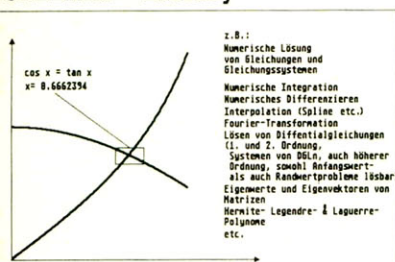 cos x = tan x
x= 0.6662394
z.B.:
Numerische Lösung
von Gleichungen und
Gleichungssystemen
Numerische Integration
Numerisches Differenzieren
Interpolation (Spline etc.)
Fourier-Transformation
Lösen von Diffentialgleichungen
(1. und 2. Ordnung,
Systemen von DGLn, auch höherer
Ordnung, sowohl Anfangswert-
als auch Randwertprobleme lösbar
Eigenwerte und Eigenvektoren von
Matrizen
Hermite- Legendre- & Laguerre-
Polynome
etc.